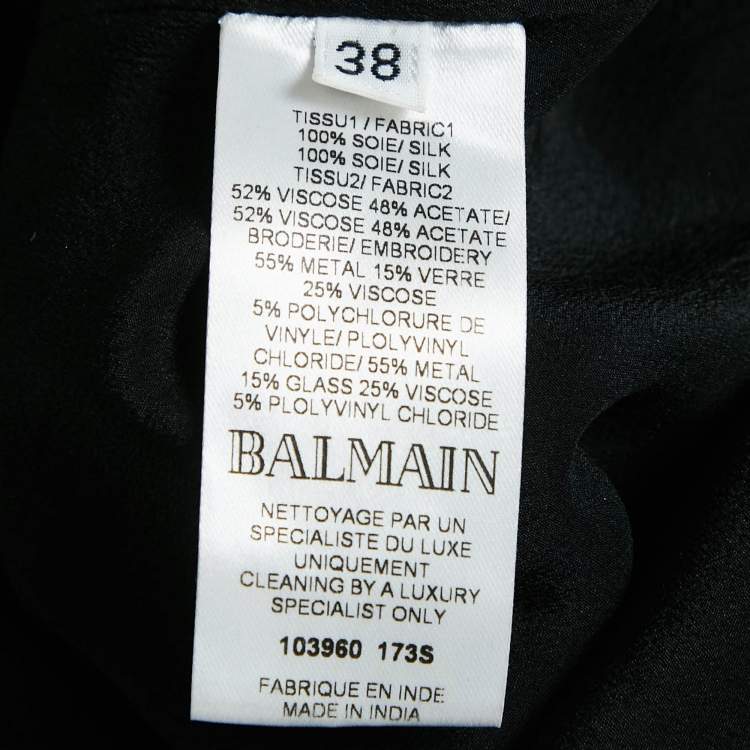 38
TISSU1/ FABRIC1
100% SOIE/ SILK
100% SOIE/ SILK
TISSU2/ FABRIC2
52% VISCOSE 48% ACETATE/
52% VISCOSE 48% ACETATE
BRODERIE/ EMBROIDERY
55% METAL 15% VERRE
25% VISCOSE
5% POLYCHLORURE DE
VINYLE/ PLOLYVINYL
CHLORIDE/ 55% METAL
15% GLASS 25% VISCOSE
5% PLOLYVINYL CHLORIDE
BALMAIN
NETTOYAGE PAR UN
SPECIALISTE DU LUXE
UNIQUEMENT
CLEANING BY A LUXURY
SPECIALIST ONLY
103960 173S
FABRIQUE EN INDE
MADE IN INDIA